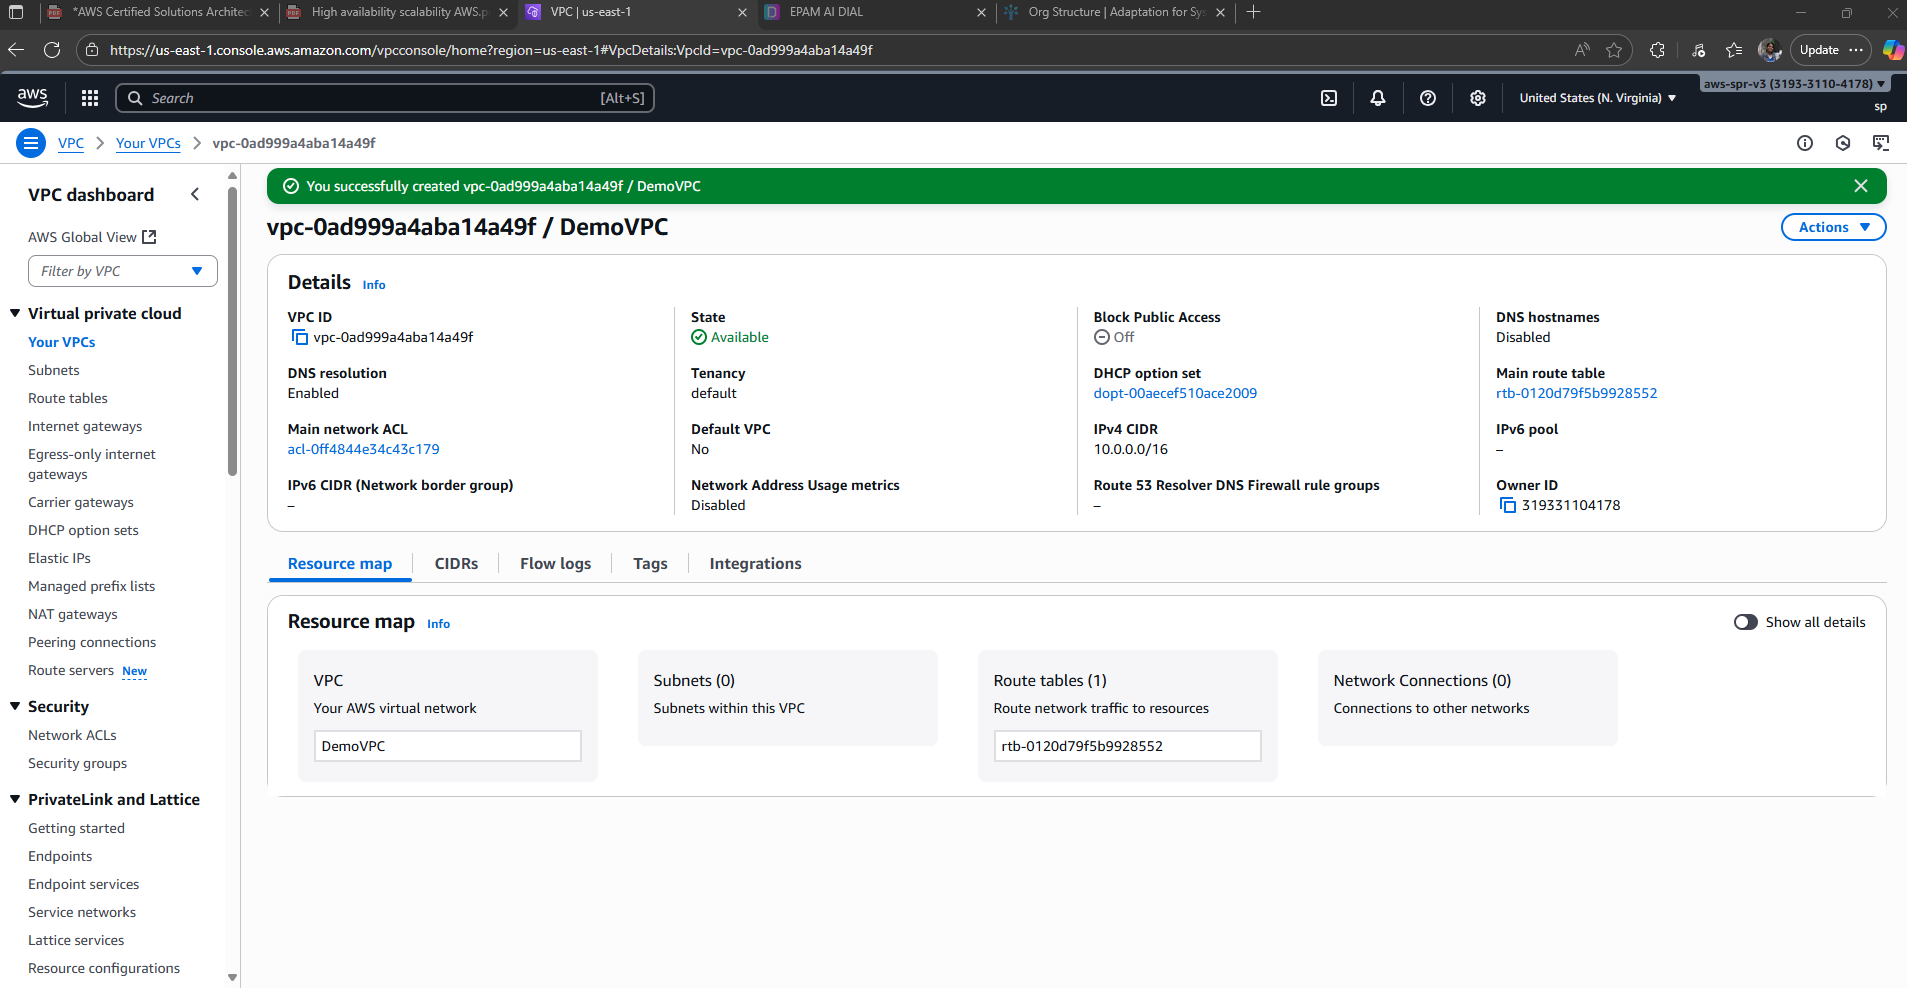 *AWS Certified Solutions Architec
High availability scalability AWS.p
VPC | us-east-1
EPAM AI DIAL
Org Structure | Adaptation for Sys
https://us-east-1.console.aws.amazon.com/vpcconsole/home?region=us-east-1#VpcDetails:VpcId=vpc-0ad999a4aba14a49f
Update
aws
Search
[Alt+S]
United States (N. Virginia)
aws-spr-v3 (3193-3110-4178)
sp
VPC
Your VPCs
vpc-0ad999a4aba14a49f
VPC dashboard
AWS Global View
Filter by VPC
Virtual private cloud
Your VPCs
Subnets
Route tables
Internet gateways
Egress-only internet
gateways
Carrier gateways
DHCP option sets
Elastic IPs
Managed prefix lists
NAT gateways
Peering connections
Route servers New
Security
Network ACLs
Security groups
PrivateLink and Lattice
Getting started
Endpoints
Endpoint services
Service networks
Lattice services
Resource configurations
You successfully created vpc-0ad999a4aba14a49f / DemoVPC
vpc-0ad999a4aba14a49f / DemoVPC
Actions
Details Info
VPC ID
vpc-0ad999a4aba14a49f
State
Available
Block Public Access
Off
DNS hostnames
Disabled
DNS resolution
Enabled
Tenancy
default
DHCP option set
dopt-00aecef510ace2009
Main route table
rtb-0120d79f5b9928552
Main network ACL
acl-0ff4844e34c43c179
Default VPC
No
IPv4 CIDR
10.0.0.0/16
IPv6 pool
–
IPv6 CIDR (Network border group)
–
Network Address Usage metrics
Disabled
Route 53 Resolver DNS Firewall rule groups
–
Owner ID
319331104178
Resource map
CIDRs
Flow logs
Tags
Integrations
Resource map Info
Show all details
VPC
Your AWS virtual network
DemoVPC
Subnets (0)
Subnets within this VPC
Route tables (1)
Route network traffic to resources
rtb-0120d79f5b9928552
Network Connections (0)
Connections to other networks